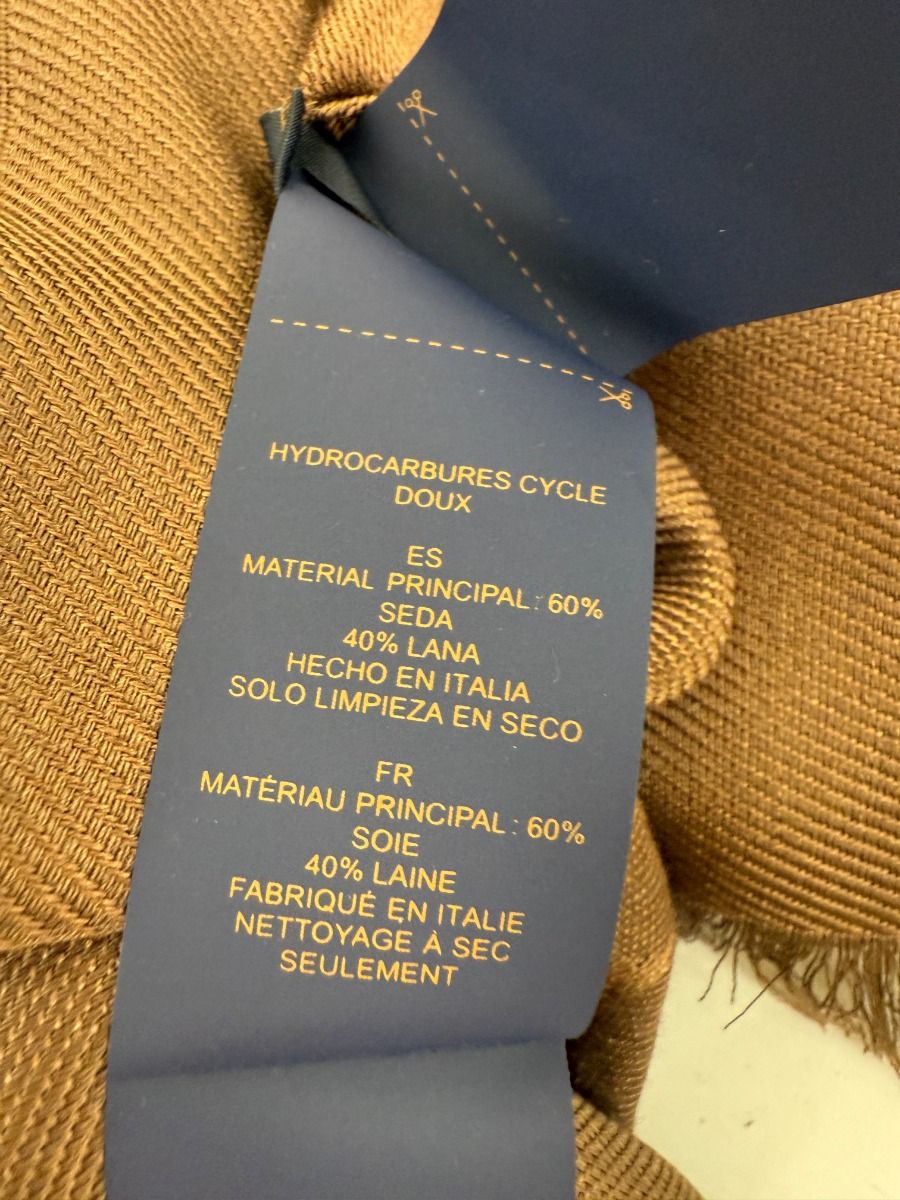 HYDROCARBURES CYCLE
DOUX
ES
MATERIAL PRINCIPAL: 60%
SEDA
40% LANA
HECHO EN ITALIA
SOLO LIMPIEZA EN SECO
FR
MATÉRIAU PRINCIPAL: 60%
SOIE
40% LAINE
FABRIQUÉ EN ITALIE
NETTOYAGE À SEC
SEULEMENT